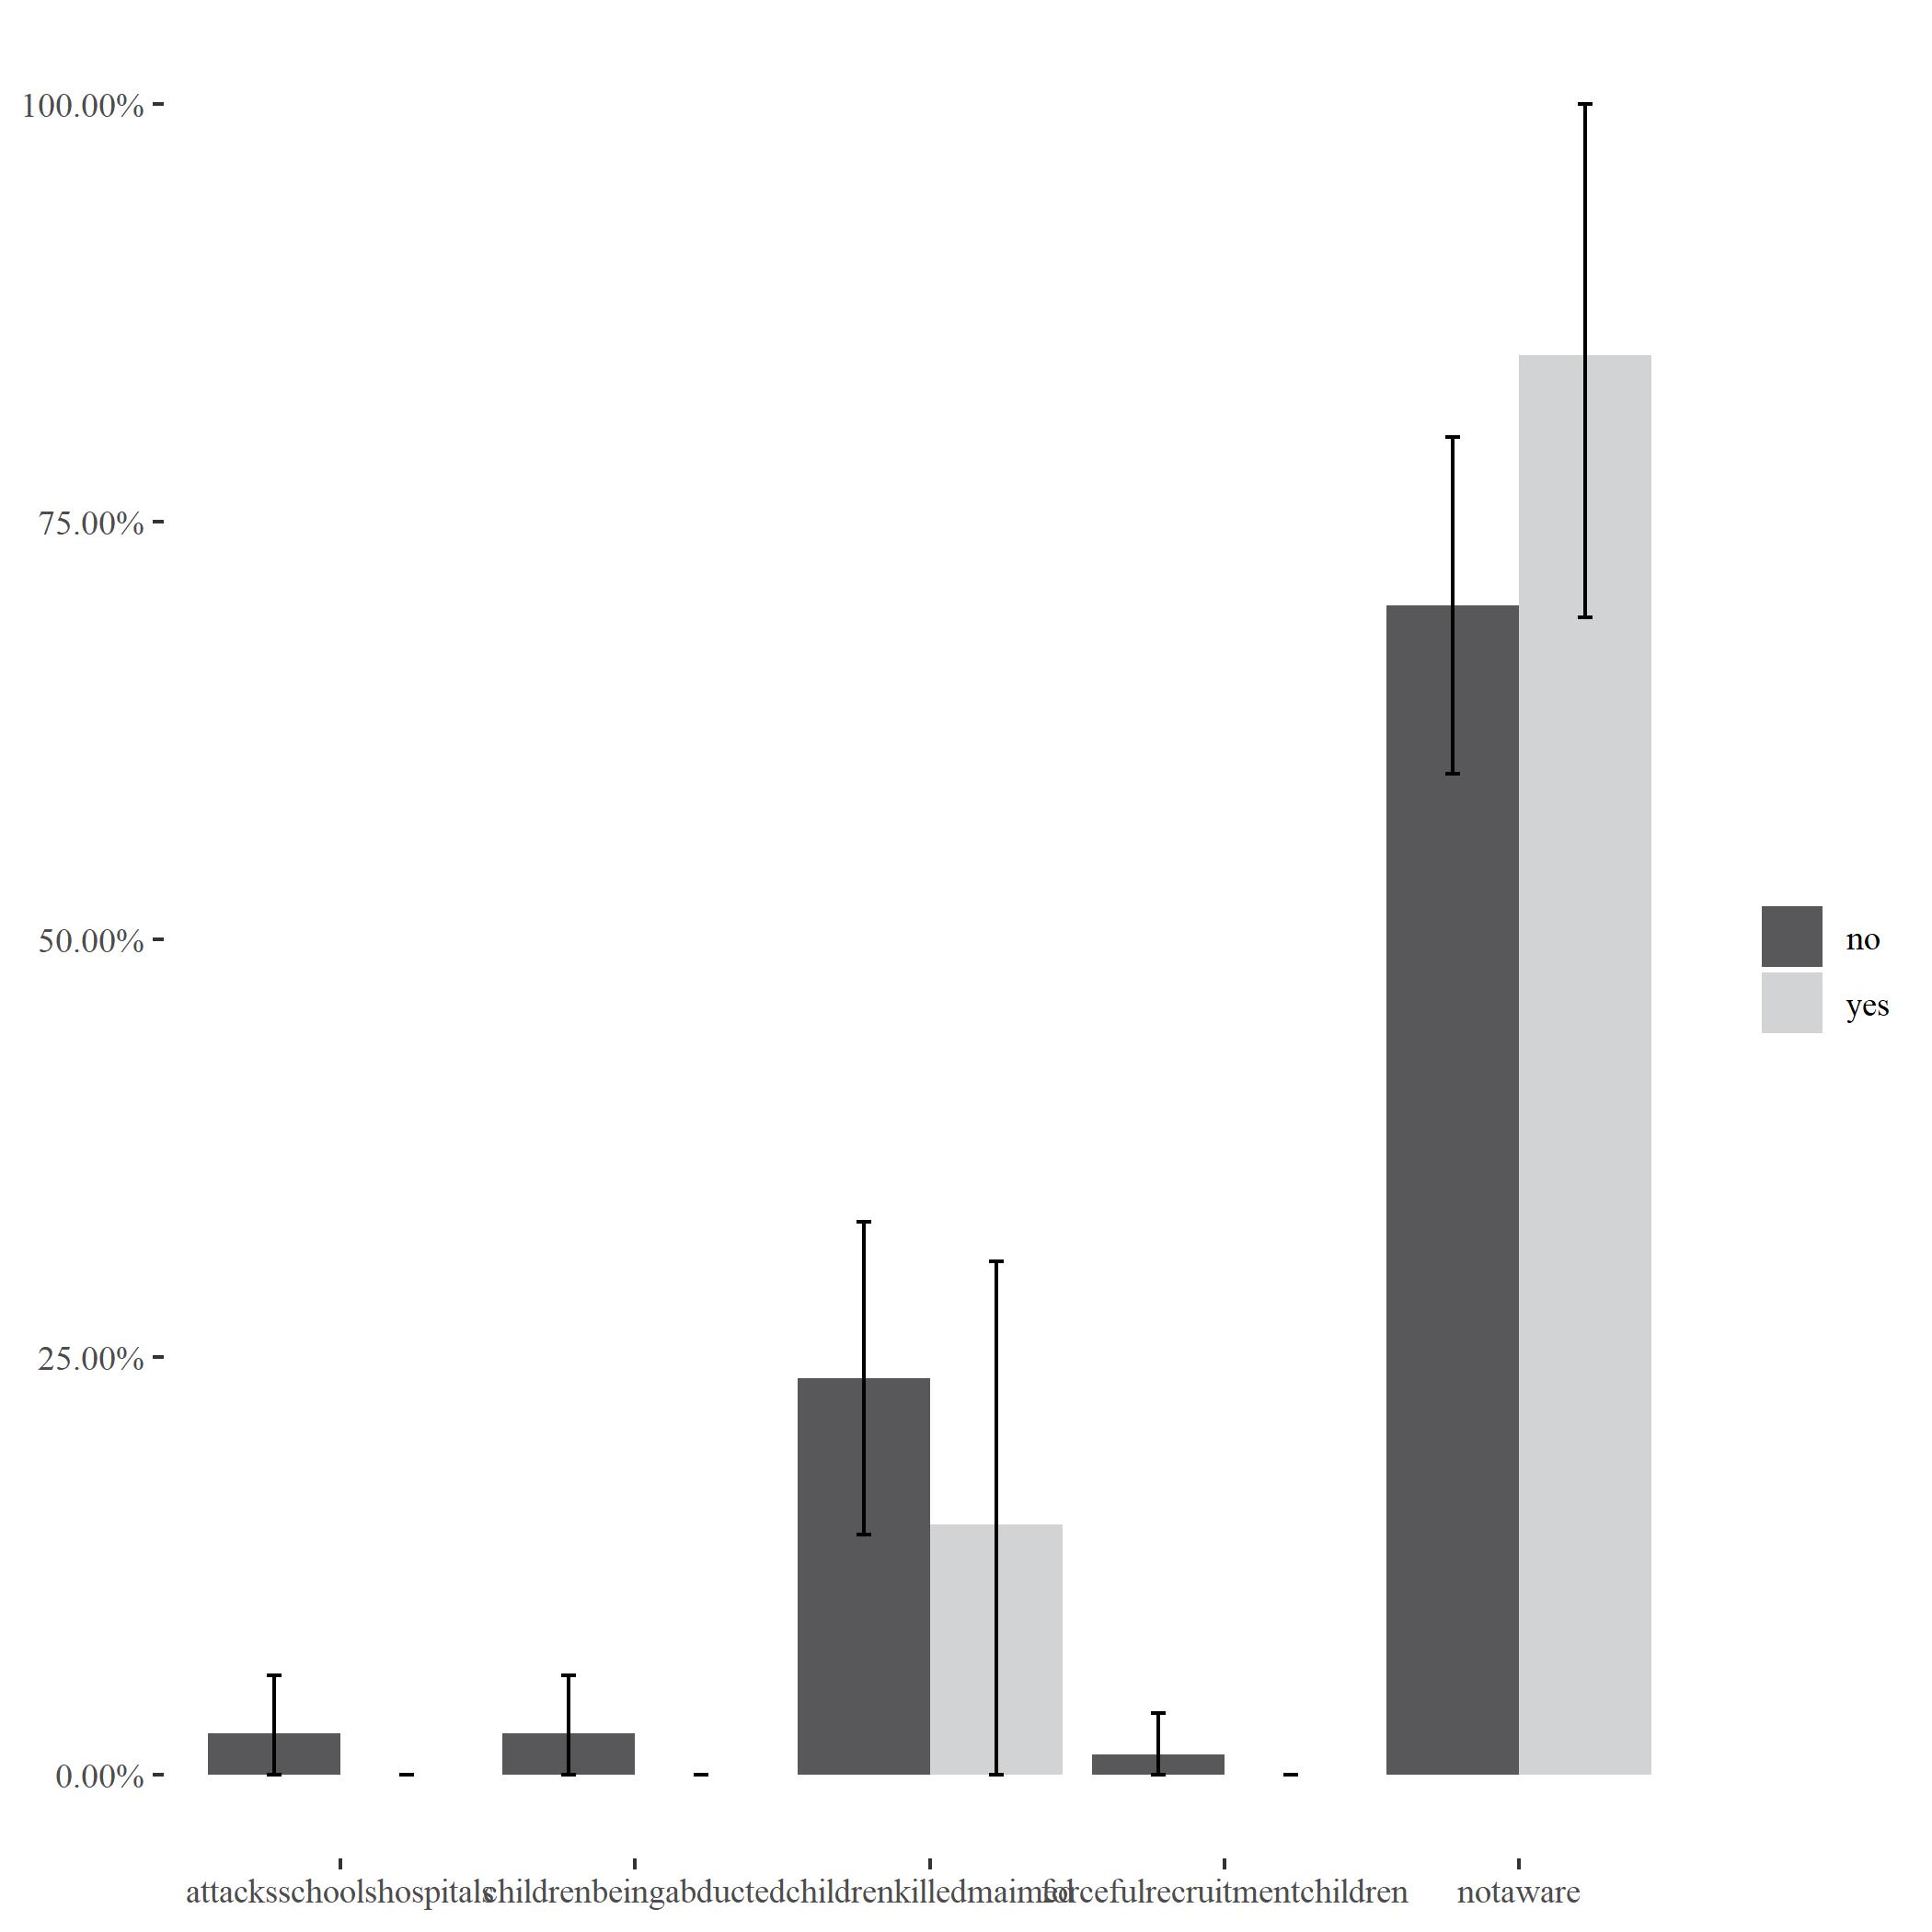 100.00%
75.00%
50.00%
25.00%
0.00%
no
yes
attacksschoolshospitals
childrenbeingabducted
childrenkilledmaimed
forcefulrecruitmentchildren
notaware